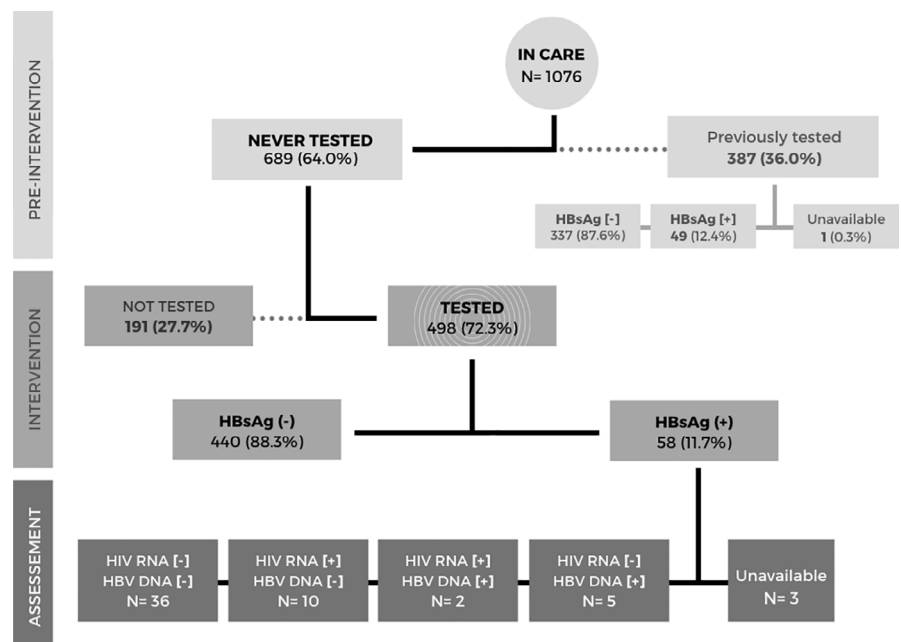 PRE-INTERVENTION
IN CARE
N= 1076
NEVER TESTED
689 (64.0%)
Previously tested
387 (36.0%)
HBsAg [-]
337 (87.6%)
HBsAg [+]
49 (12.4%)
Unavailable
1 (0.3%)
INTERVENTION
NOT TESTED
191 (27.7%)
TESTED
498 (72.3%)
HBsAg (-)
440 (88.3%)
HBsAg (+)
58 (11.7%)
ASSESSEMENT
HIV RNA [-]
HBV DNA [-]
N= 36
HIV RNA [+]
HBV DNA [-]
N= 10
HIV RNA [+]
HBV DNA [+]
N= 2
HIV RNA [-]
HBV DNA [+]
N= 5
Unavailable
N= 3